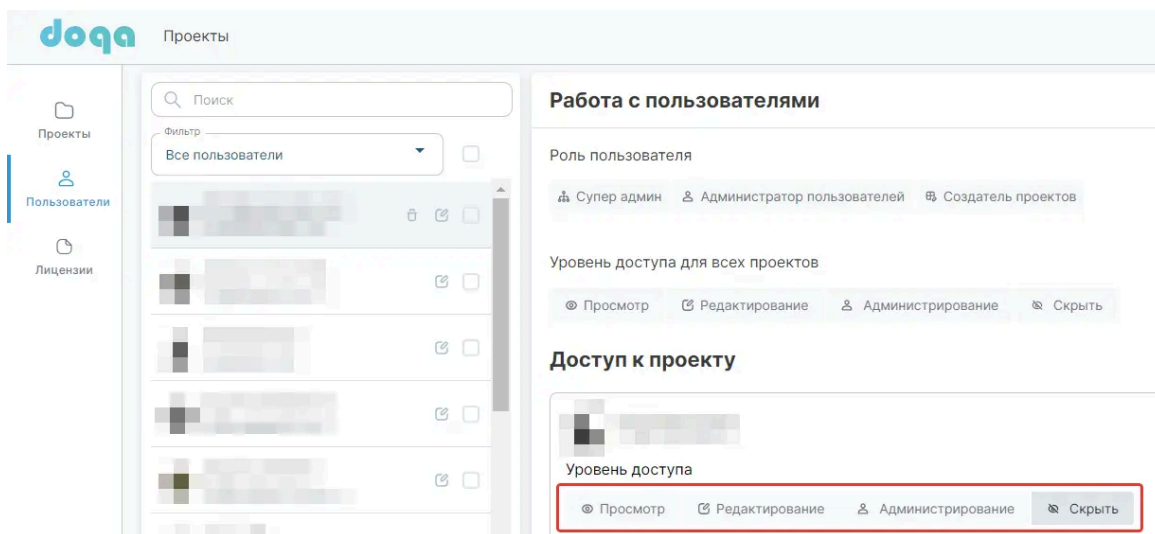 doqa
Проекты
Проекты
Пользователи
Лицензии
Поиск
Фильтр
Все пользователи
Работа с пользователями
Роль пользователя
Супер админ Администратор пользователей Создатель проектов
Уровень доступа для всех проектов
Просмотр Редактирование Администрирование Скрыть
Доступ к проекту
Уровень доступа
Просмотр Редактирование Администрирование Скрыть